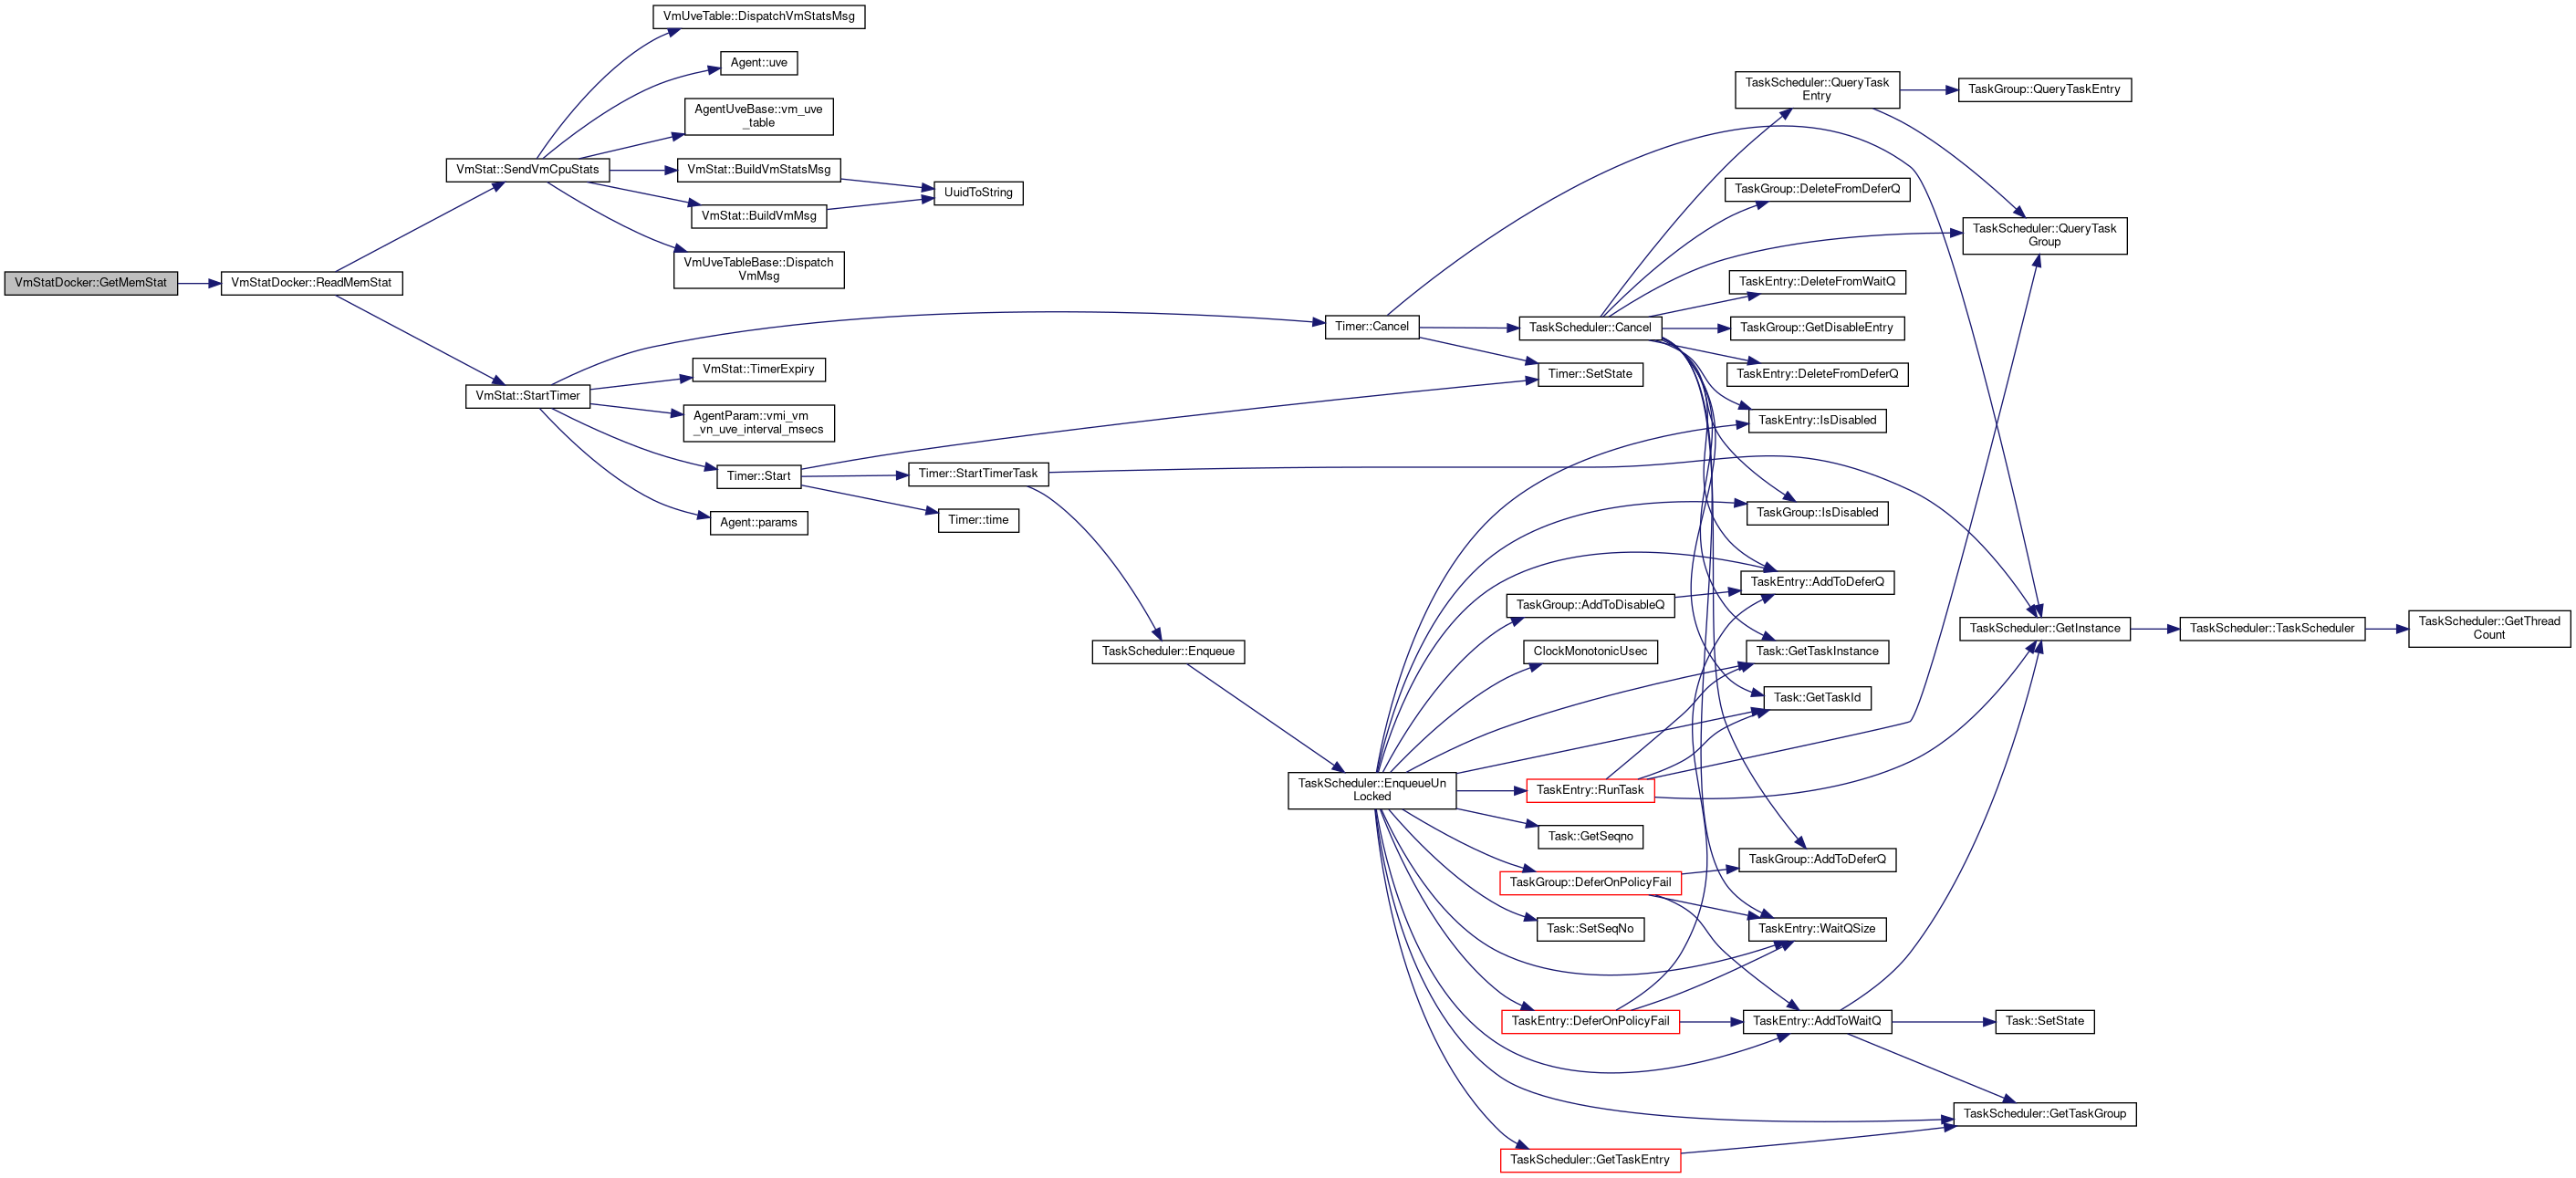 VmStatDocker::GetMemStat
VmStatDocker::ReadMemStat
VmStat::SendVmCpuStats
VmUveTable::DispatchVmStatsMsg
Agent::uve
AgentUveBase::vm_uve
_table
VmStat::BuildVmStatsMsg
VmStat::BuildVmMsg
UuidToString
VmUveTableBase::Dispatch
VmMsg
VmStat::StartTimer
VmStat::TimerExpiry
AgentParam::vmi_vm
_vn_uve_interval_msecs
Timer::Start
Agent::params
Timer::StartTimerTask
Timer::time
TaskScheduler::Enqueue
TaskScheduler::EnqueueUn
Locked
Timer::Cancel
TaskScheduler::Cancel
Timer::SetState
TaskGroup::AddToDisableQ
ClockMonotonicUsec
TaskEntry::RunTask
Task::GetSeqno
TaskGroup::DeferOnPolicyFail
Task::SetSeqNo
TaskEntry::DeferOnPolicyFail
TaskScheduler::GetTaskEntry
TaskScheduler::QueryTask
Entry
TaskGroup::DeleteFromDeferQ
TaskEntry::DeleteFromWaitQ
TaskGroup::GetDisableEntry
TaskEntry::DeleteFromDeferQ
TaskEntry::IsDisabled
TaskGroup::IsDisabled
TaskEntry::AddToDeferQ
Task::GetTaskInstance
Task::GetTaskId
TaskGroup::AddToDeferQ
TaskEntry::WaitQSize
TaskEntry::AddToWaitQ
TaskGroup::QueryTaskEntry
TaskScheduler::QueryTask
Group
TaskScheduler::GetInstance
Task::SetState
TaskScheduler::GetTaskGroup
TaskScheduler::TaskScheduler
TaskScheduler::GetThread
Count